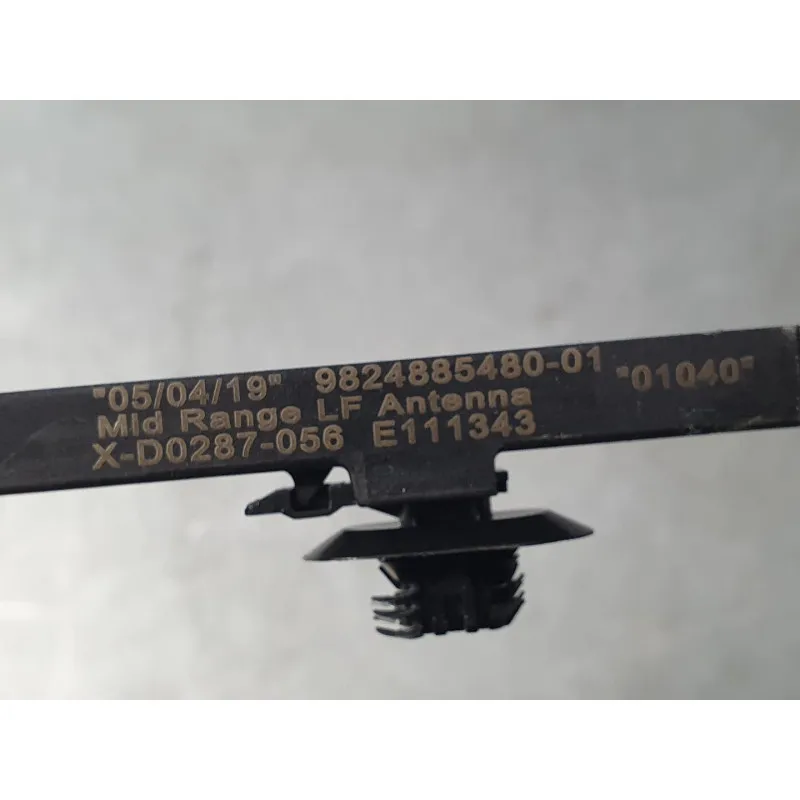 "05/04/19" 9824885480-01 "01040"
Mid Range LF Antenna
X-D0287-056 E111343